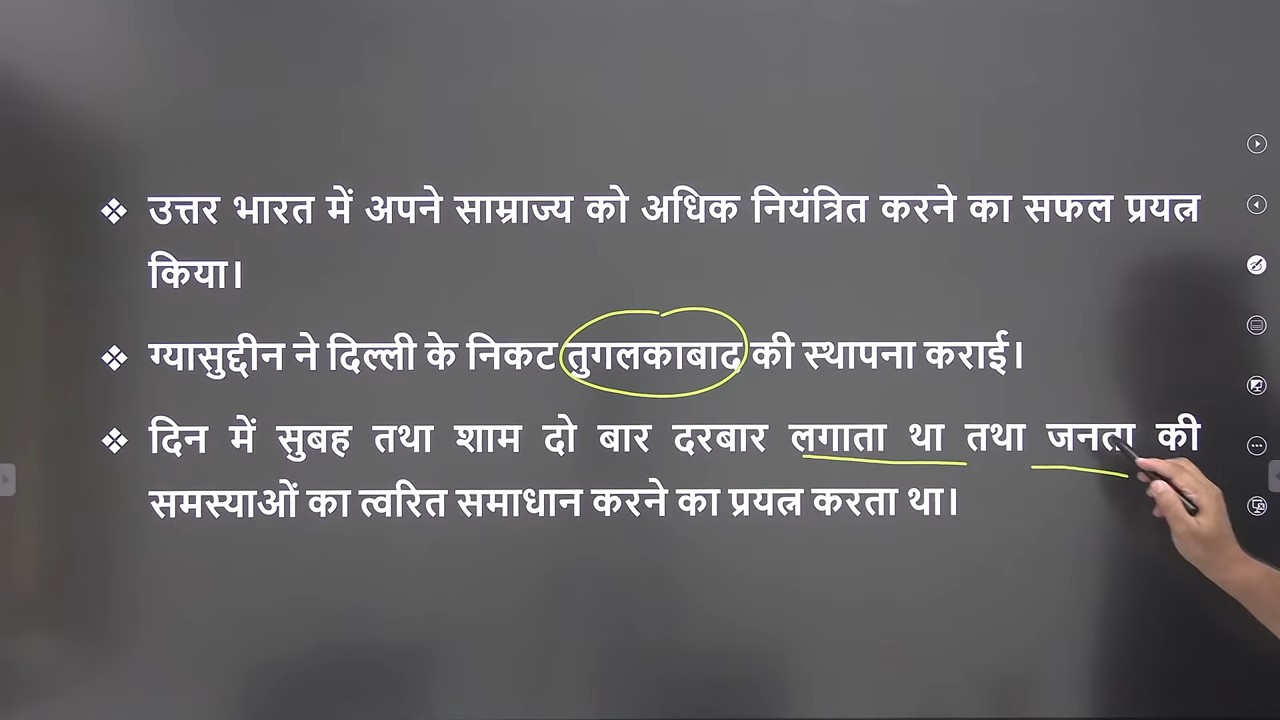 ❖ उत्तर भारत में अपने साम्राज्य को अधिक नियंत्रित करने का सफल प्रयत्न
किया।
❖ ग्यासुद्दीन ने दिल्ली के निकट तुगलकाबाद की स्थापना कराई।
❖ दिन में सुबह तथा शाम दो बार दरबार लगाता था तथा जनता की
समस्याओं का त्वरित समाधान करने का प्रयत्न करता था।